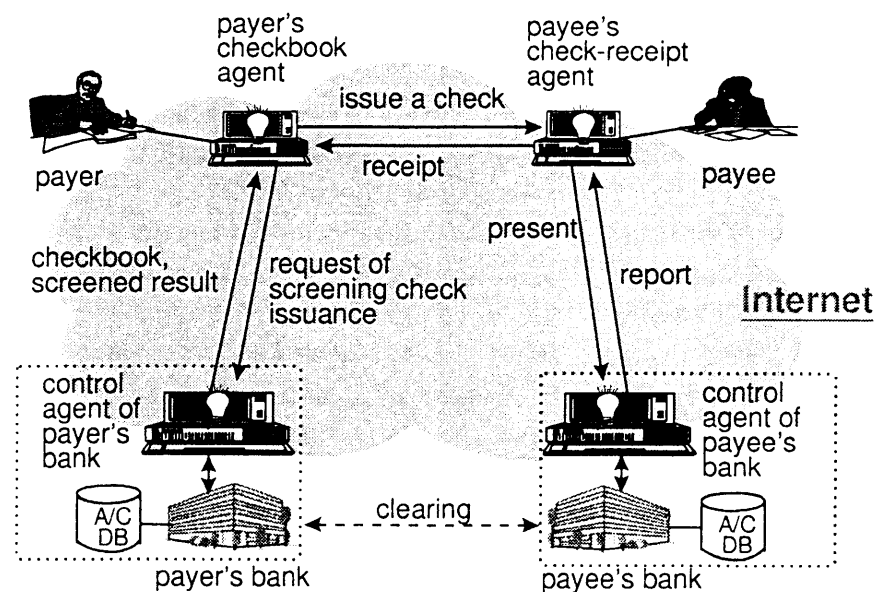 payer's
checkbook
agent
payee's
check-receipt
agent
issue a check
receipt
payer
payee
checkbook,
screened result
request of
screening check
issuance
present
report
Internet
control
agent of
payer's
bank
control
agent of
payee's
bank
A/C
DB
clearing
A/C
DB
payer's bank
payee's bank